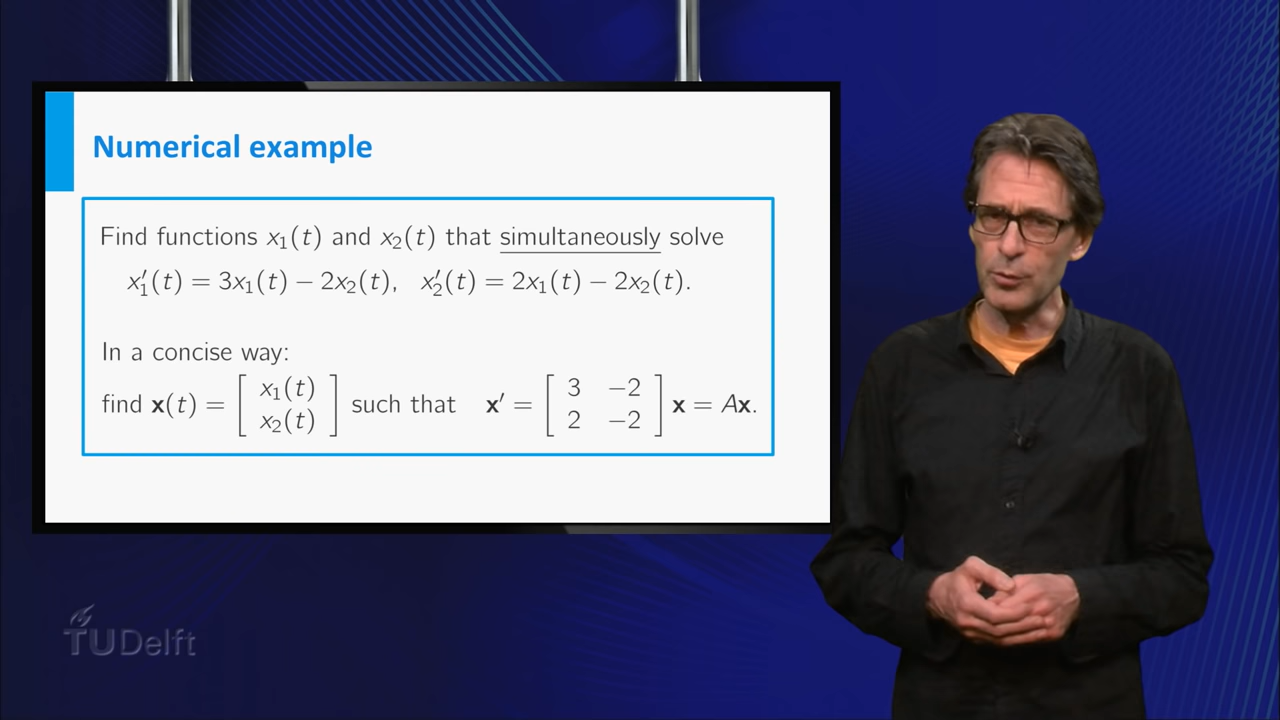 Numerical example
Find functions x₁(t) and x₂(t) that simultaneously solve
x₁′(t) = 3x₁(t) − 2x₂(t),  x₂′(t) = 2x₁(t) − 2x₂(t).
In a concise way:
find x(t) = [ x₁(t) ; x₂(t) ] such that x′ = [ 3 −2 ; 2 −2 ] x = Ax.
TUDelft